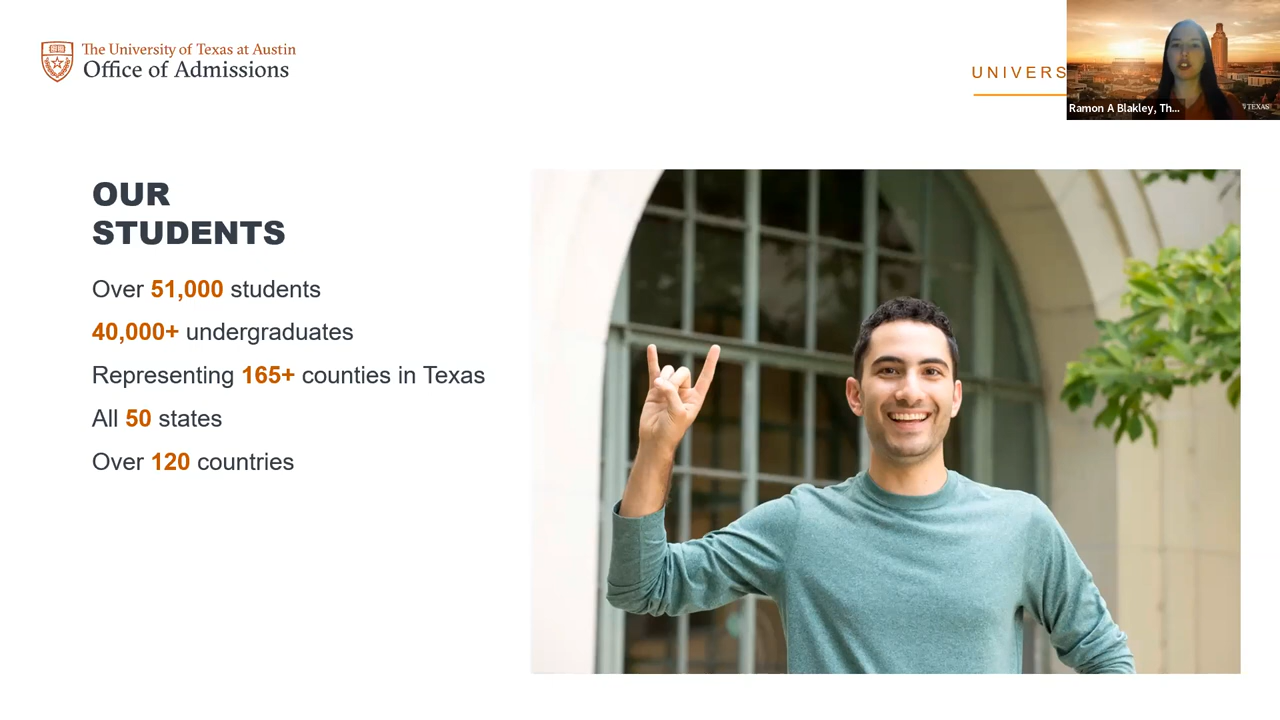 The University of Texas at Austin
Office of Admissions
UNIVERS
Ramon A Blakley, Th...
TEXAS
OUR
STUDENTS
Over 51,000 students
40,000+ undergraduates
Representing 165+ counties in Texas
All 50 states
Over 120 countries